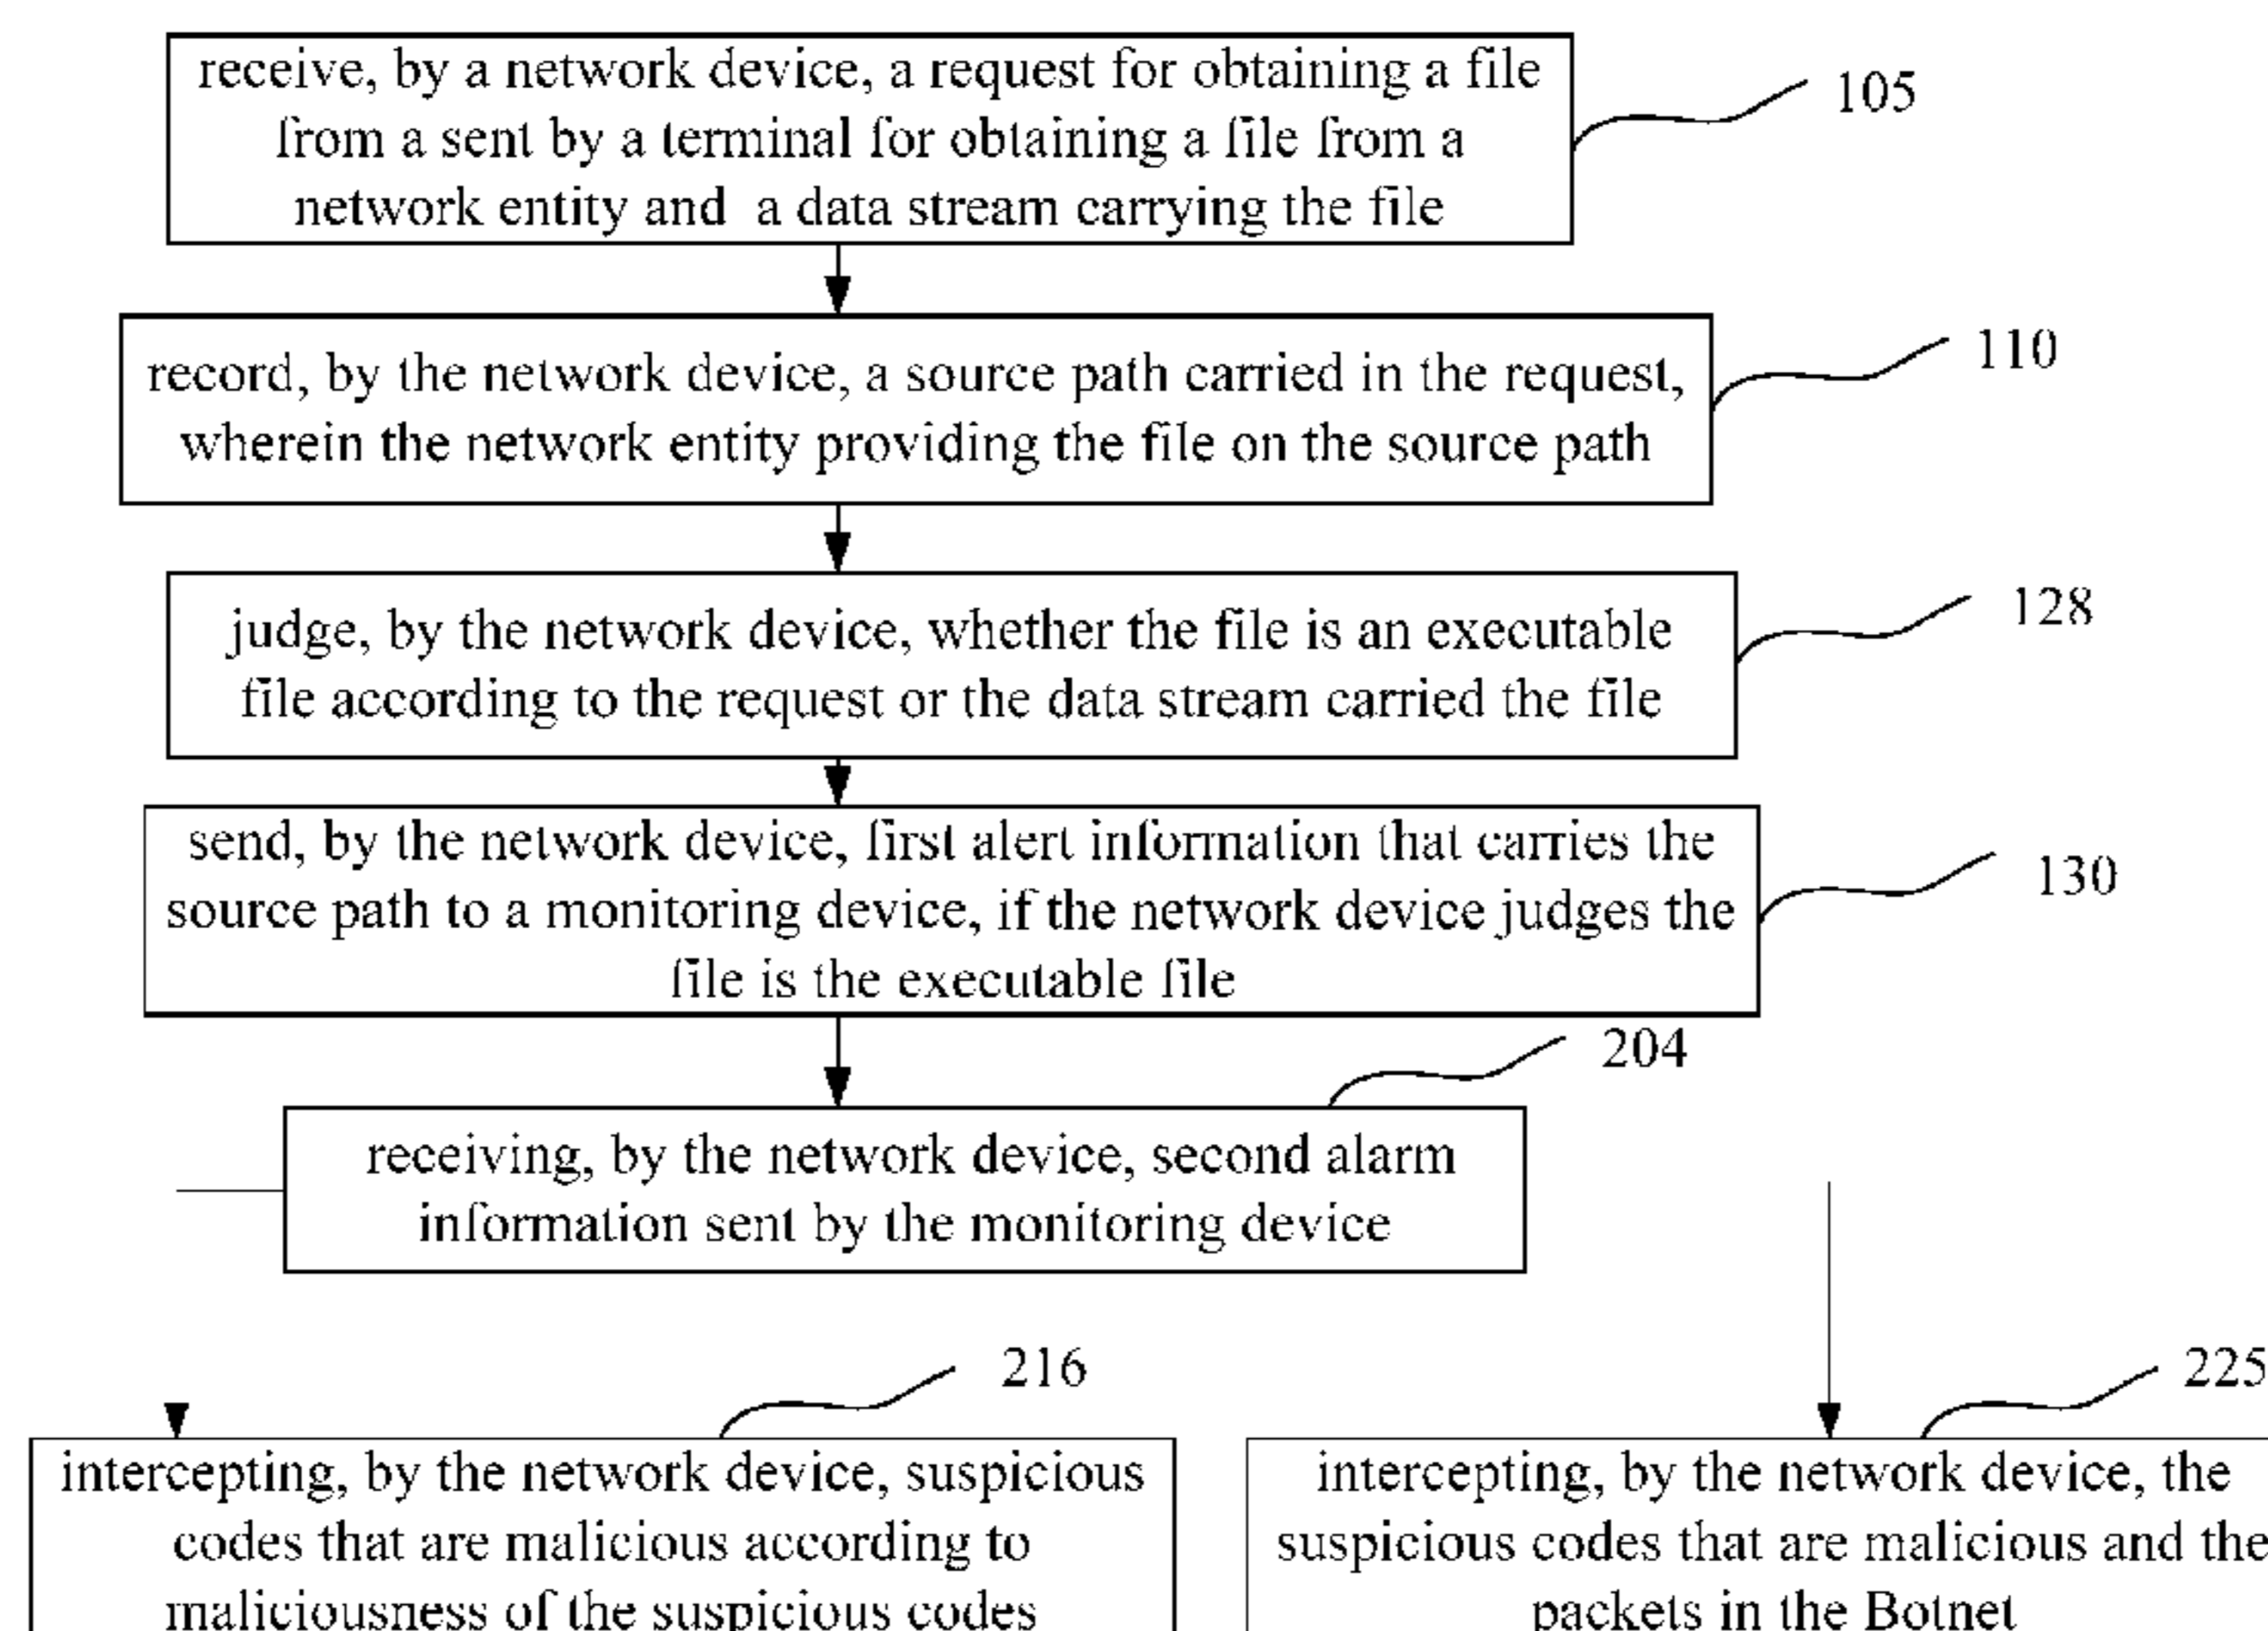 receive, by a network device, a request for obtaining a file
from a sent by a terminal for obtaining a file from a
network entity and a data stream carrying the file
105
record, by the network device, a source path carried in the request,
wherein the network entity providing the file on the source path
110
judge, by the network device, whether the file is an executable
file according to the request or the data stream carried the file
128
send, by the network device, first alert information that carries the
source path to a monitoring device, if the network device judges the
file is the executable file
130
204
receiving, by the network device, second alarm
information sent by the monitoring device
216
intercepting, by the network device, suspicious
codes that are malicious according to
maliciousness of the suspicious codes
225
intercepting, by the network device, the
suspicious codes that are malicious and the
packets in the Botnet